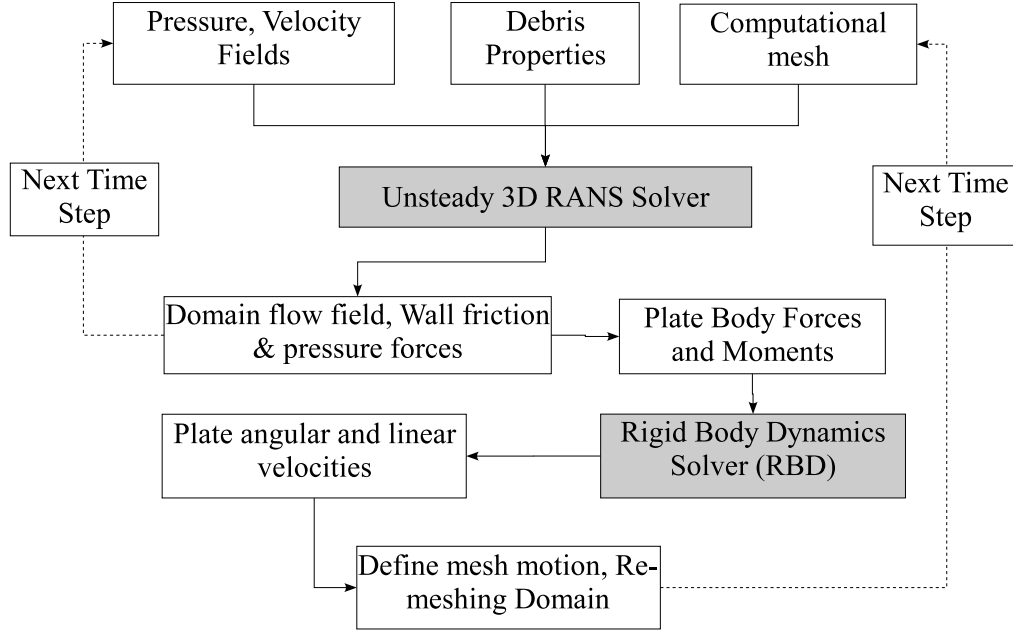 Pressure, Velocity
Fields
Debris
Properties
Computational
mesh
Next Time
Step
Unsteady 3D RANS Solver
Next Time
Step
Domain flow field, Wall friction
& pressure forces
Plate Body Forces
and Moments
Plate angular and linear
velocities
Rigid Body Dynamics
Solver (RBD)
Define mesh motion, Re-
meshing Domain